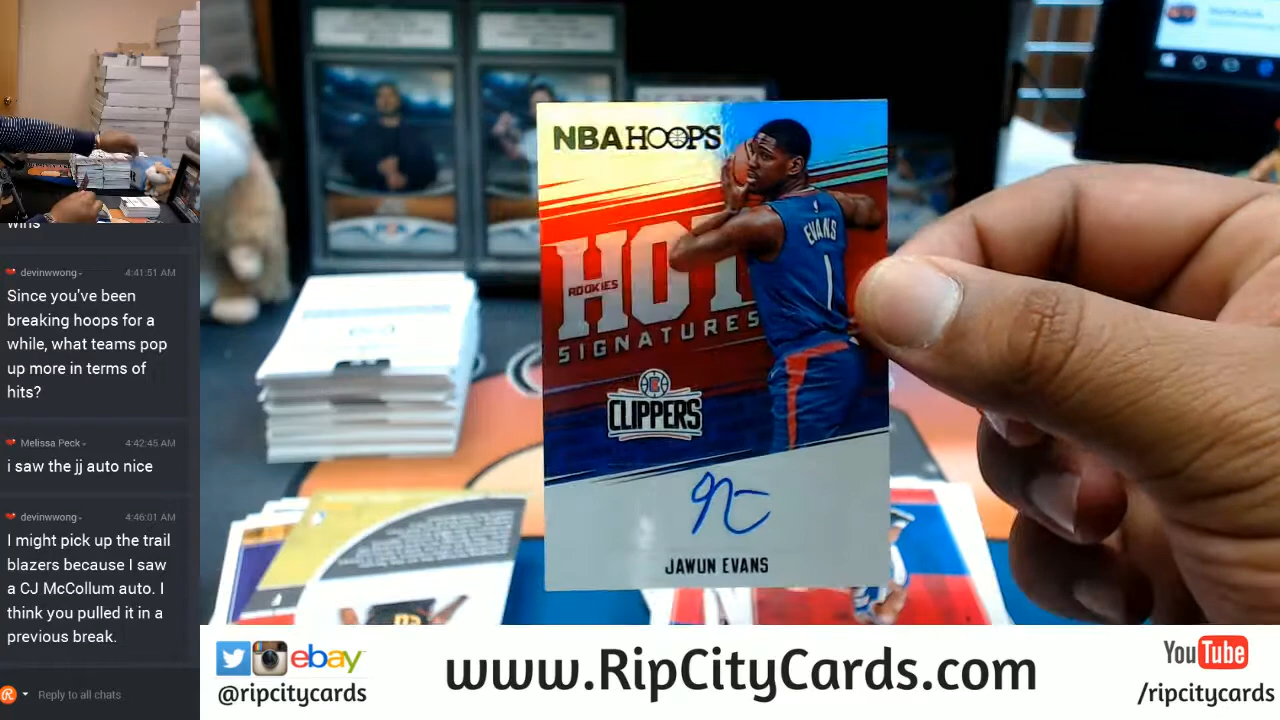 wins
devinwwong-
4:41:51 AM
Since you've been
breaking hoops for a
while, what teams pop
up more in terms of
hits?
Melissa Peck-
4:42:45 AM
i saw the jj auto nice
devinwwong-
4:46:01 AM
I might pick up the trail
blazers because I saw
a CJ McCollum auto. I
think you pulled it in a
previous break.
Reply to all chats
NBA HOOPS
EVANS
1
HOT
ROOKIES
SIGNATURES
CLIPPERS
JAWUN EVANS
ebay
@ripcitycards
www.RipCityCards.com
YouTube
/ripcitycards